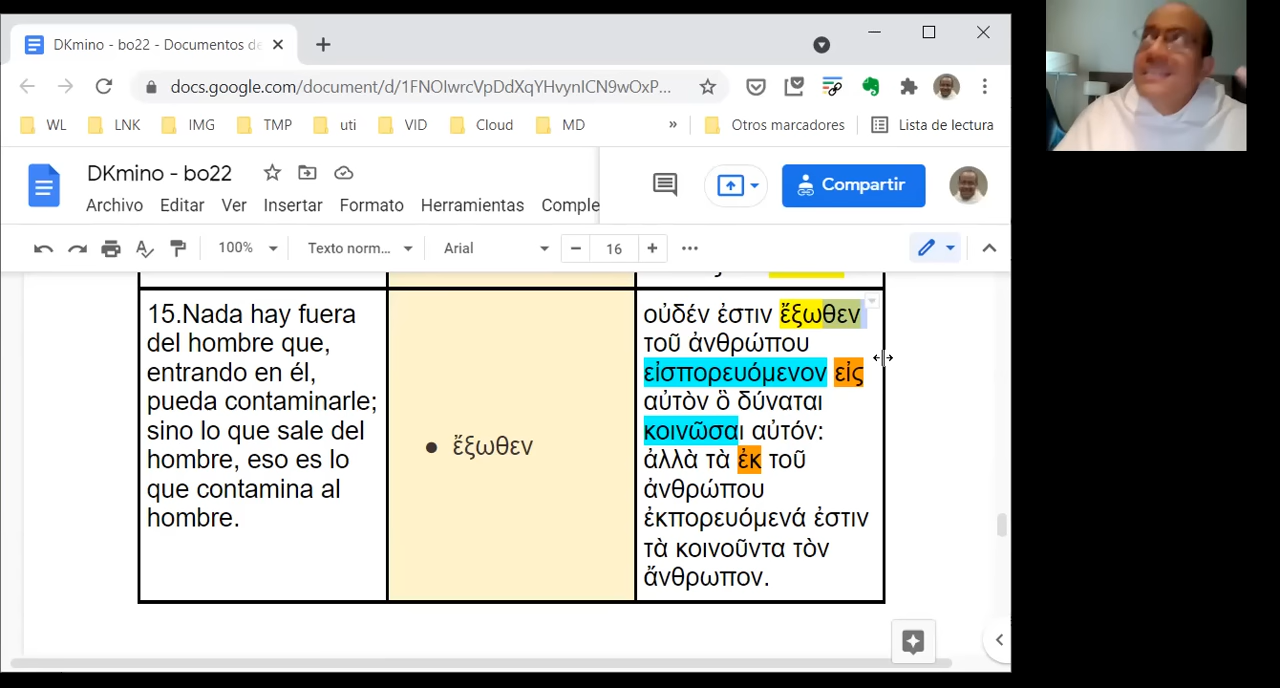 DKmino - bo22 - Documentos de
docs.google.com/document/d/1FNOlwrcVpDdXqYHvynICN9wOxP...
WL LNK IMG TMP uti VID Cloud MD » Otros marcadores Lista de lectura
DKmino - bo22
Compartir
Archivo Editar Ver Insertar Formato Herramientas Comple
100% Texto norm... Arial 16
15.Nada hay fuera
del hombre que,
entrando en él,
pueda contaminarle;
sino lo que sale del
hombre, eso es lo
que contamina al
hombre.
● ἔξωθεν
οὐδέν ἐστιν ἔξωθεν
τοῦ ἀνθρώπου
εἰσπορευόμενον εἰς
αὐτὸν ὃ δύναται
κοινῶσαι αὐτόν:
ἀλλὰ τὰ ἐκ τοῦ
ἀνθρώπου
ἐκπορευόμενά ἐστιν
τὰ κοινοῦντα τὸν
ἄνθρωπον.